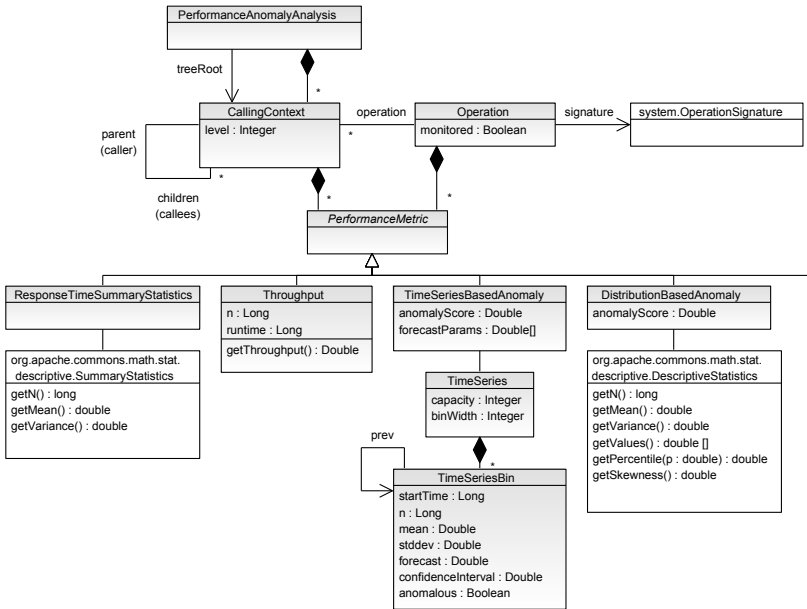 PerformanceAnomalyAnalysis
treeRoot
*
CallingContext
level : Integer
operation
*
Operation
monitored : Boolean
signature
system.OperationSignature
parent
(caller)
*
children
(callees)
*
*
PerformanceMetric
ResponseTimeSummaryStatistics
org.apache.commons.math.stat.
descriptive.SummaryStatistics
getN() : long
getMean() : double
getVariance() : double
Throughput
n : Long
runtime : Long
getThroughput() : Double
TimeSeriesBasedAnomaly
anomalyScore : Double
forecastParams : Double[]
TimeSeries
capacity : Integer
binWidth : Integer
prev
*
TimeSeriesBin
startTime : Long
n : Long
mean : Double
stddev : Double
forecast : Double
confidenceInterval : Double
anomalous : Boolean
DistributionBasedAnomaly
anomalyScore : Double
org.apache.commons.math.stat.
descriptive.DescriptiveStatistics
getN() : long
getMean() : double
getVariance() : double
getValues() : double []
getPercentile(p : double) : double
getSkewness() : double